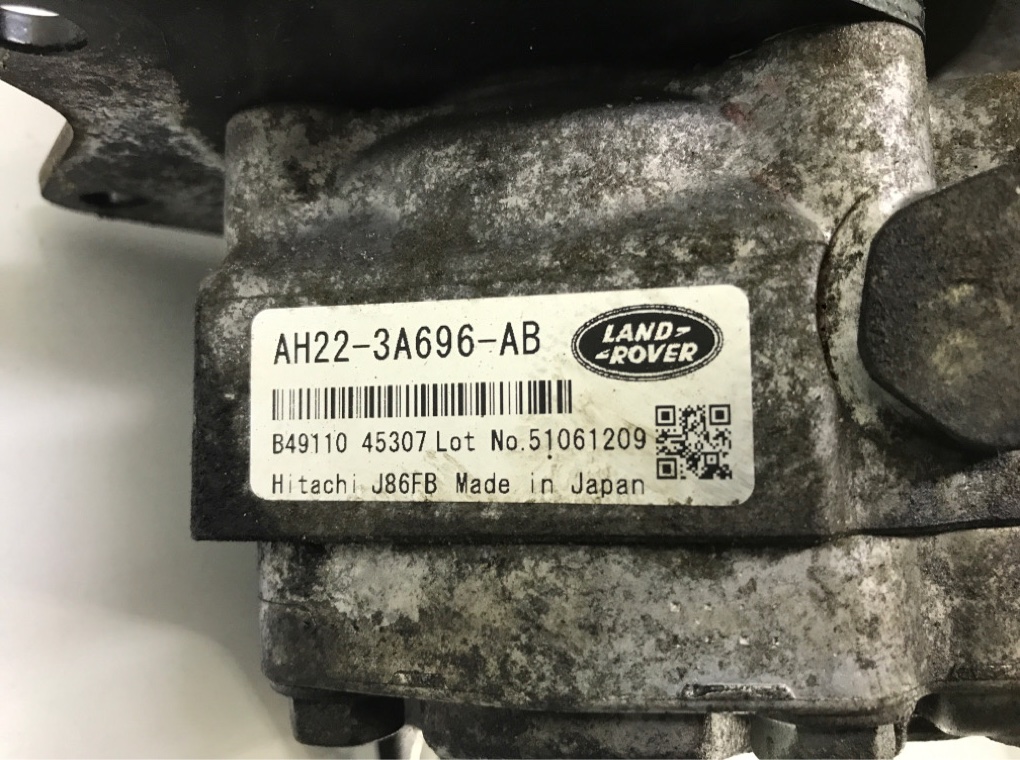 AH22-3A696-AB
LAND-
-ROVER
B49110 45307 Lot No.51061209
Hitachi J86FB Made in Japan